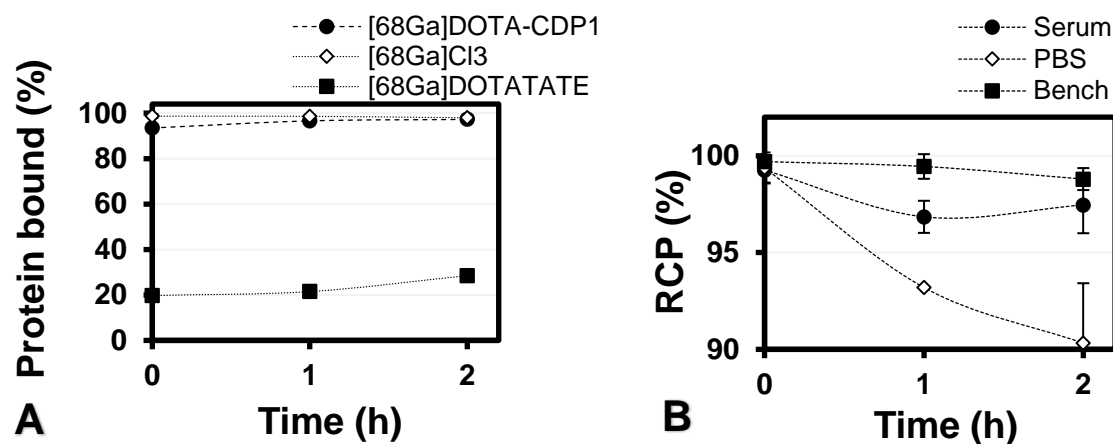 [68Ga]DOTA-CDP1
[68Ga]Cl3
[68Ga]DOTATATE
Protein bound (%)
100
80
60
40
20
0
0 1 2
Time (h)
A
Serum
PBS
Bench
RCP (%)
100
95
90
0 1 2
Time (h)
B